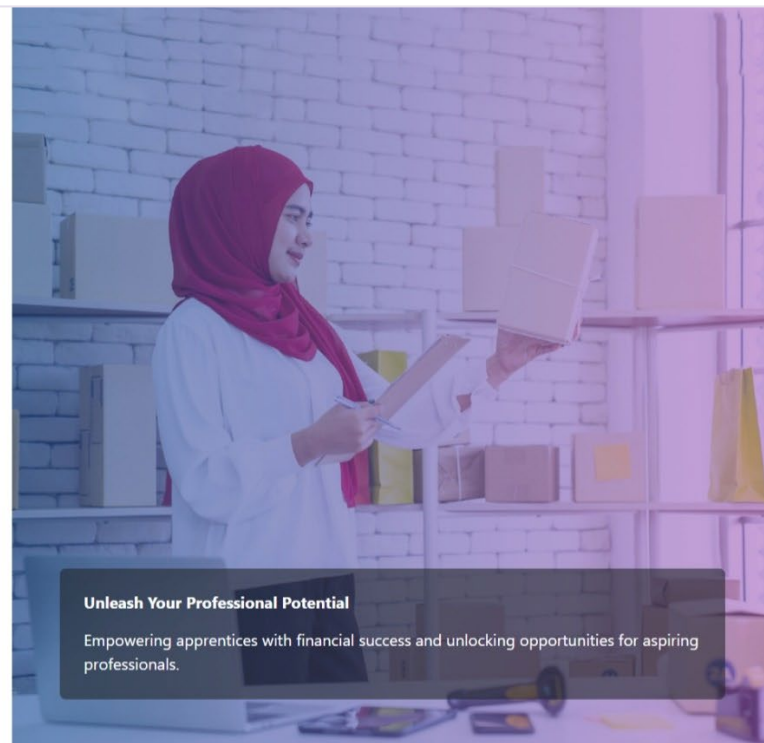 Unleash Your Professional Potential
Empowering apprentices with financial success and unlocking opportunities for aspiring
professionals.